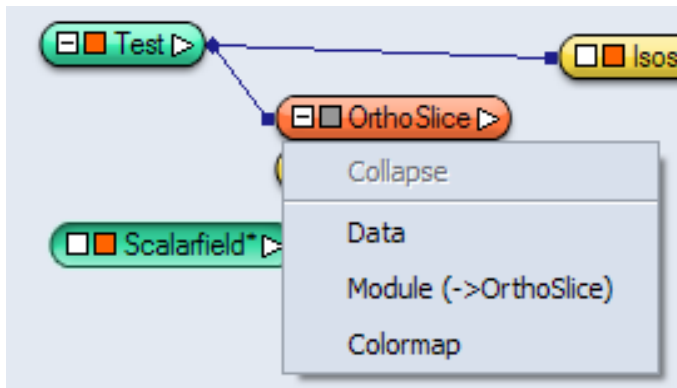 Test
Isos
OrthoSlice
Collapse
Data
Scalarfield*
Module (->OrthoSlice)
Colormap